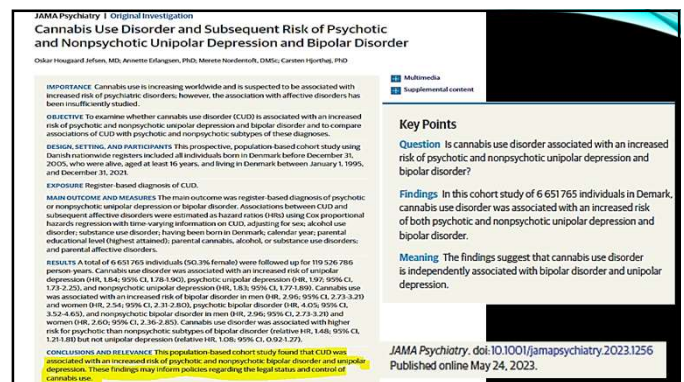 JAMA Psychiatry | Original Investigation
Cannabis Use Disorder and Subsequent Risk of Psychotic
and Nonpsychotic Unipolar Depression and Bipolar Disorder
Oskar Hougaard Jefsen, MD; Annette Erlangsen, PhD; Merete Nordentoft, DMSc; Carsten Hjorthøj, PhD
IMPORTANCE Cannabis use is increasing worldwide and is suspected to be associated with
increased risk of psychiatric disorders; however, the association with affective disorders has
been insufficiently studied.
OBJECTIVE To examine whether cannabis use disorder (CUD) is associated with an increased
risk of psychotic and nonpsychotic unipolar depression and bipolar disorder and to compare
associations of CUD with psychotic and nonpsychotic subtypes of these diagnoses.
DESIGN, SETTING, AND PARTICIPANTS This prospective, population-based cohort study using
Danish nationwide registers included all individuals born in Denmark before December 31,
2005, who were alive, aged at least 16 years, and living in Denmark between January 1, 1995,
and December 31, 2021.
EXPOSURE Register-based diagnosis of CUD.
MAIN OUTCOME AND MEASURES The main outcome was register-based diagnosis of psychotic
or nonpsychotic unipolar depression or bipolar disorder. Associations between CUD and
subsequent affective disorders were estimated as hazard ratios (HRs) using Cox proportional
hazards regression with time-varying information on CUD, adjusting for sex; alcohol use
disorder; substance use disorder; having been born in Denmark; calendar year; parental
educational level (highest attained); parental cannabis, alcohol, or substance use disorders;
and parental affective disorders.
RESULTS A total of 6 651 765 individuals (50.3% female) were followed up for 119 526 786
person-years. Cannabis use disorder was associated with an increased risk of unipolar
depression (HR, 1.84; 95% CI, 1.78-1.90), psychotic unipolar depression (HR, 1.97; 95% CI,
1.73-2.25), and nonpsychotic unipolar depression (HR, 1.83; 95% CI, 1.77-1.89). Cannabis use
was associated with an increased risk of bipolar disorder in men (HR, 2.96; 95% CI, 2.73-3.21)
and women (HR, 2.54; 95% CI, 2.31-2.80), psychotic bipolar disorder (HR, 4.05; 95% CI,
3.52-4.65), and nonpsychotic bipolar disorder in men (HR, 2.96; 95% CI, 2.73-3.21) and
women (HR, 2.60; 95% CI, 2.36-2.85). Cannabis use disorder was associated with higher
risk for psychotic than nonpsychotic subtypes of bipolar disorder (relative HR, 1.48; 95% CI,
1.21-1.81) but not unipolar depression (relative HR, 1.08; 95% CI, 0.92-1.27).
CONCLUSIONS AND RELEVANCE This population-based cohort study found that CUD was
associated with an increased risk of psychotic and nonpsychotic bipolar disorder and unipolar
depression. These findings may inform policies regarding the legal status and control of
cannabis use.
Multimedia
Supplemental content
Key Points
Question Is cannabis use disorder associated with an increased
risk of psychotic and nonpsychotic unipolar depression and
bipolar disorder?
Findings In this cohort study of 6 651 765 individuals in Demark,
cannabis use disorder was associated with an increased risk
of both psychotic and nonpsychotic unipolar depression and
bipolar disorder.
Meaning The findings suggest that cannabis use disorder
is independently associated with bipolar disorder and unipolar
depression.
JAMA Psychiatry. doi:10.1001/jamapsychiatry.2023.1256
Published online May 24, 2023.